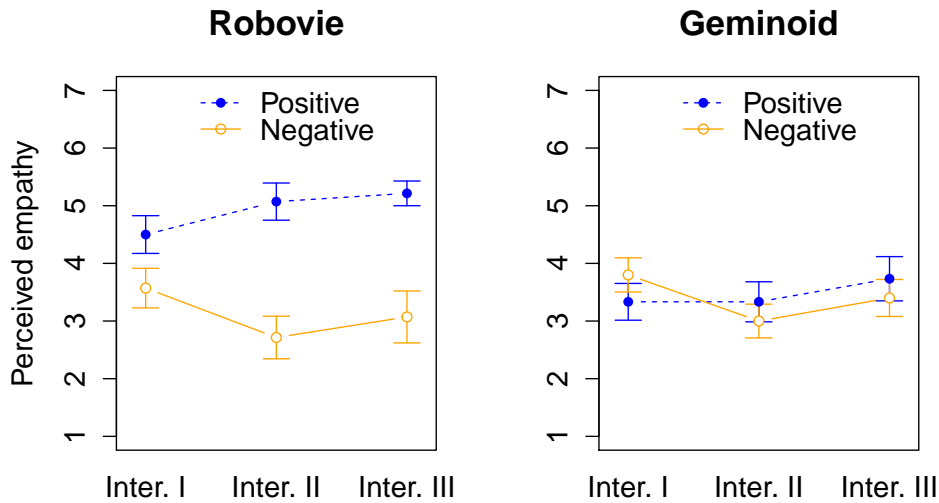 Robovie
Positive
Negative
Perceived empathy
7
6
5
4
3
2
1
Inter. I Inter. II Inter. III
Geminoid
Positive
Negative
7
6
5
4
3
2
1
Inter. I Inter. II Inter. III